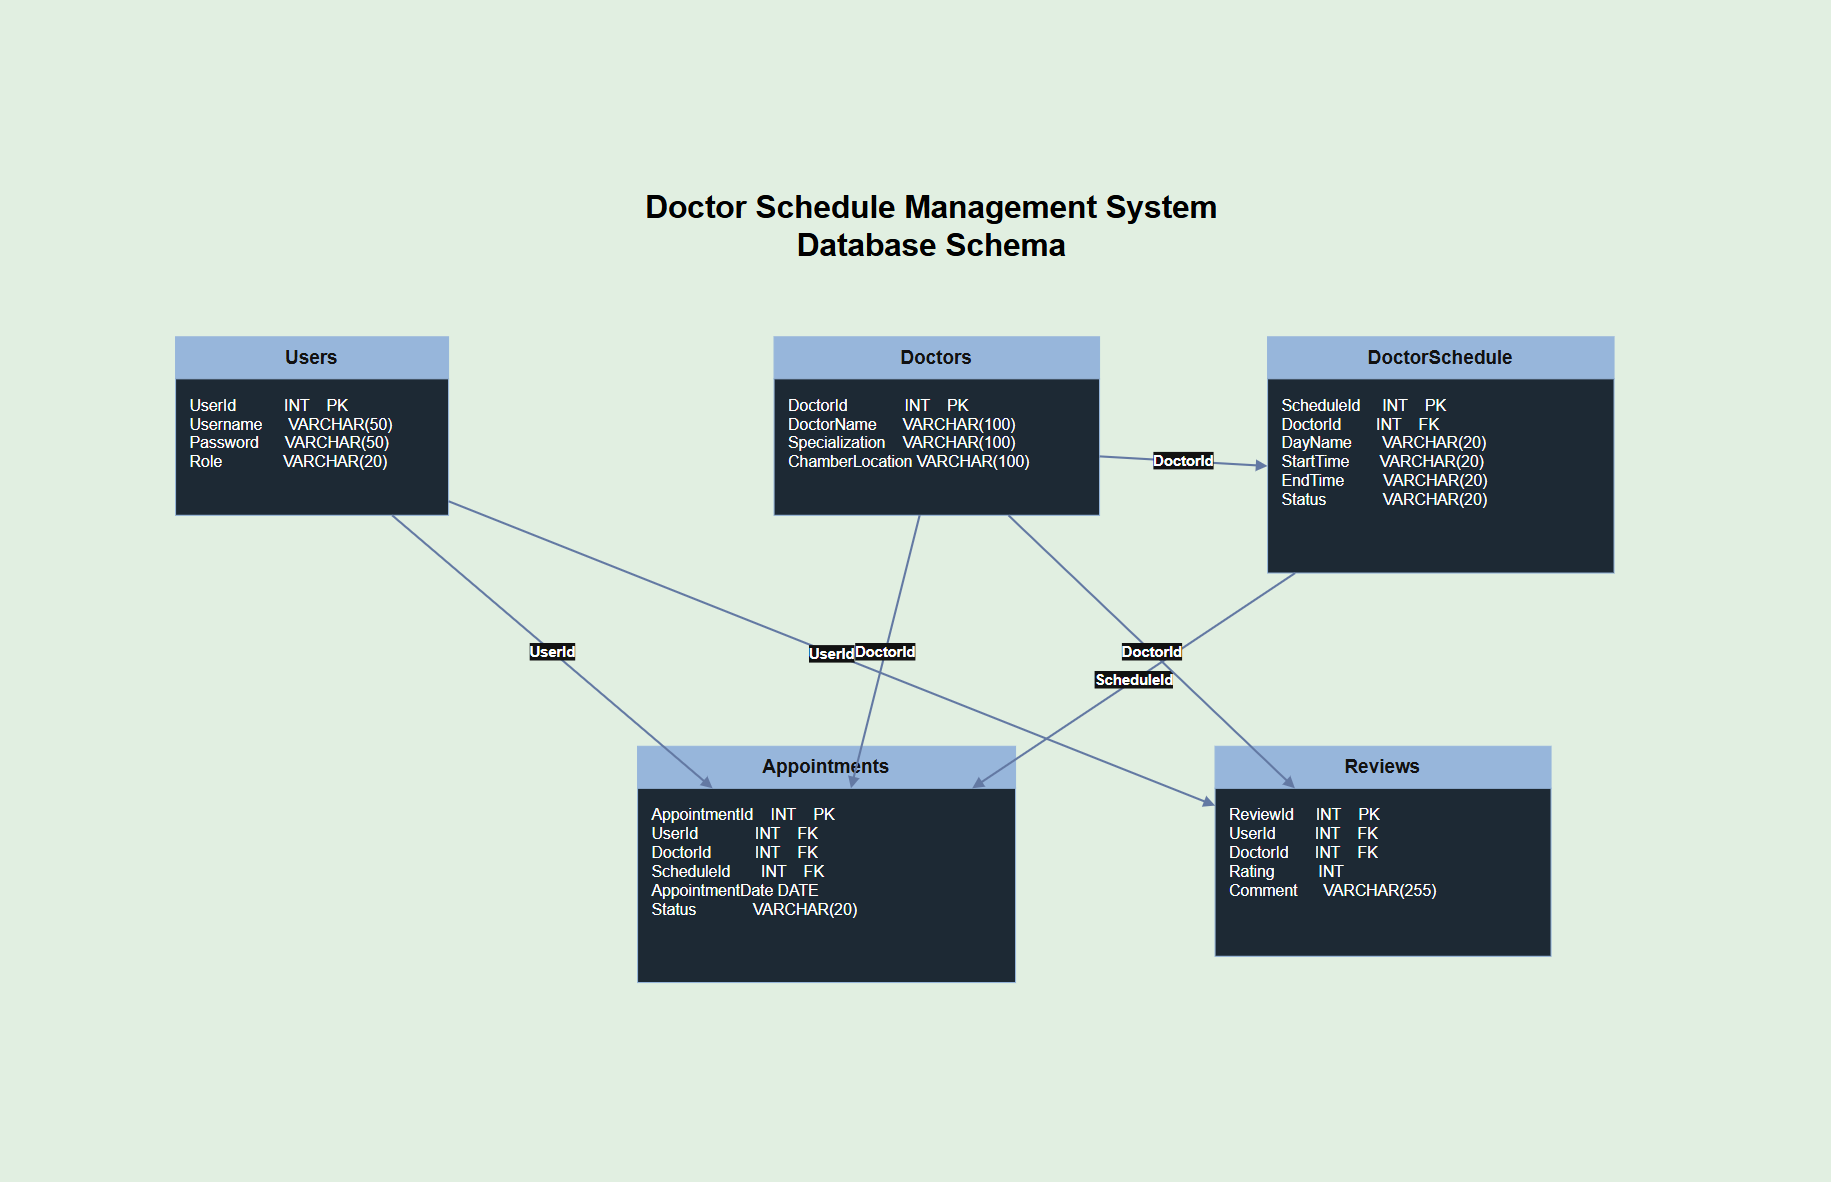 Doctor Schedule Management System
Database Schema
Users
UserId INT PK
Username VARCHAR(50)
Password VARCHAR(50)
Role VARCHAR(20)
Doctors
DoctorId INT PK
DoctorName VARCHAR(100)
Specialization VARCHAR(100)
ChamberLocation VARCHAR(100)
DoctorSchedule
ScheduleId INT PK
DoctorId INT FK
DayName VARCHAR(20)
StartTime VARCHAR(20)
EndTime VARCHAR(20)
Status VARCHAR(20)
DoctorId
UserId
UserId
DoctorId
DoctorId
ScheduleId
Appointments
AppointmentId INT PK
UserId INT FK
DoctorId INT FK
ScheduleId INT FK
AppointmentDate DATE
Status VARCHAR(20)
Reviews
ReviewId INT PK
UserId INT FK
DoctorId INT FK
Rating INT
Comment VARCHAR(255)